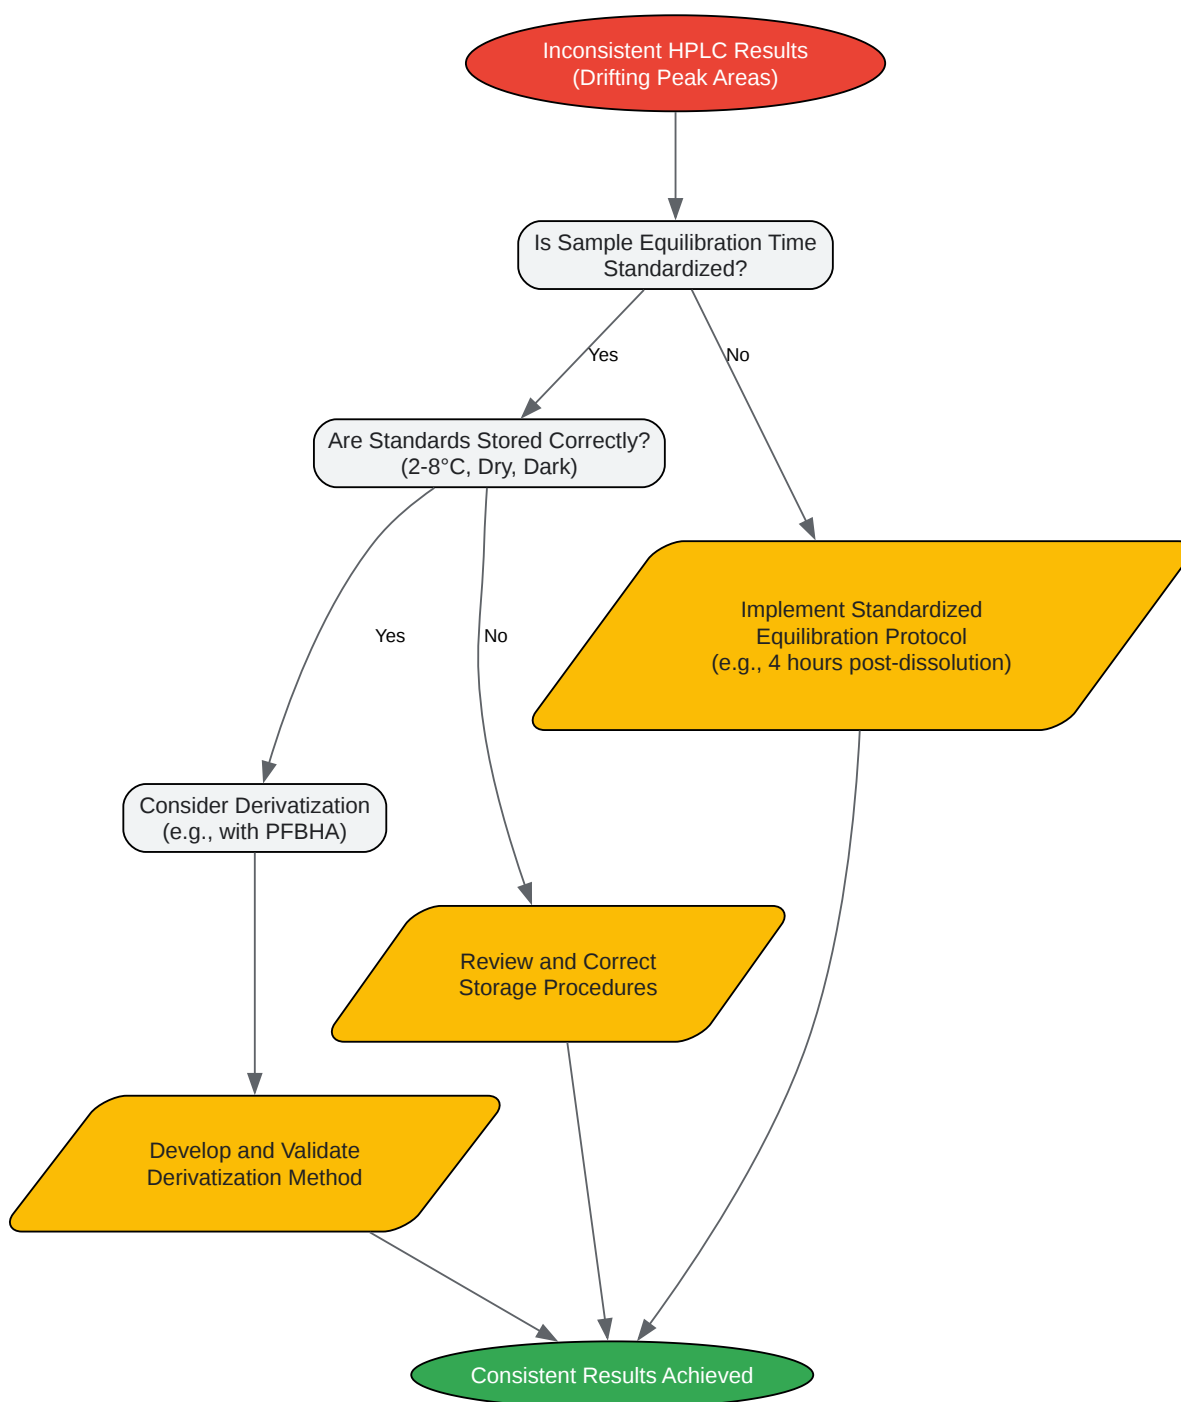 Inconsistent HPLC Results
(Drifting Peak Areas)
Is Sample Equilibration Time
Standardized?
Yes
No
Are Standards Stored Correctly?
(2-8°C, Dry, Dark)
Implement Standardized
Equilibration Protocol
(e.g., 4 hours post-dissolution)
Yes
No
Consider Derivatization
(e.g., with PFBHA)
Review and Correct
Storage Procedures
Develop and Validate
Derivatization Method
Consistent Results Achieved